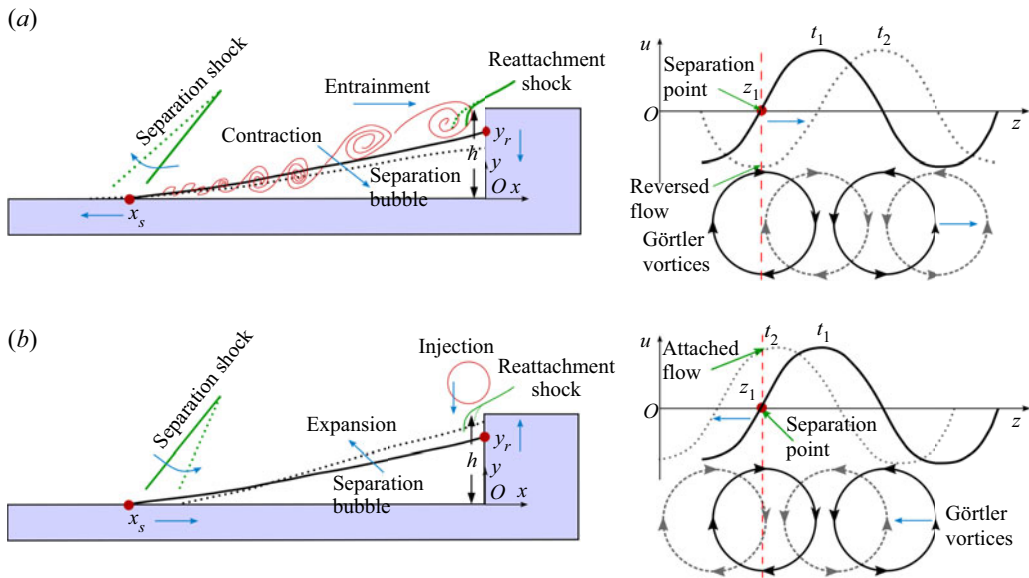 (a)
Separation shock
Entrainment
Reattachment
shock
Contraction
Separation
bubble
h
y_r
y
O x
x_s
u
t_1
t_2
Separation
point
z_1
O
z
Reversed
flow
Görtler
vortices
(b)
Separation shock
Injection
Reattachment
shock
Expansion
Separation
bubble
h
y_r
y
O
x
x_s
u
t_2
t_1
Attached
flow
z_1
O
z
Separation
point
Görtler
vortices